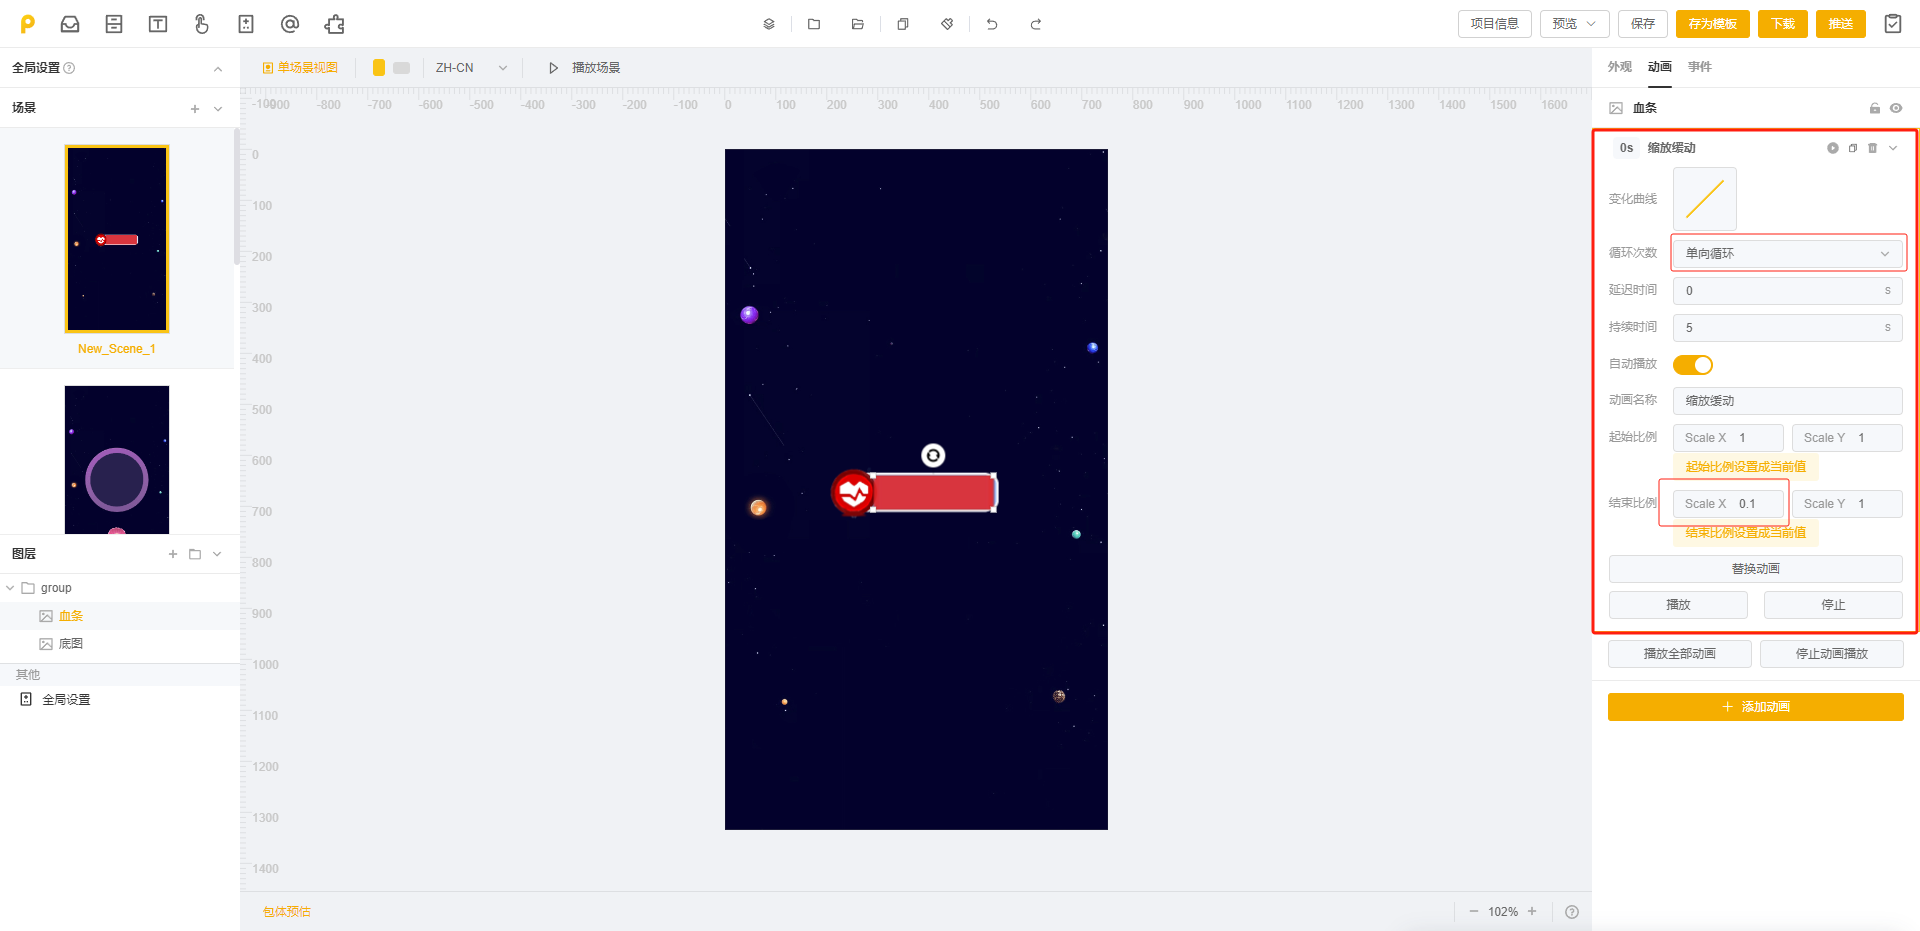 项目信息
预览
保存
存为模板
下载
推送
全局设置
单场景视图
ZH-CN
播放场景
外观 动画 事件
场景
-900 -800 -700 -600 -500 -400 -300 -200 -100 0 100 200 300 400 500 600 700 800 900 1000 1100 1200 1300 1400 1500 1600
血条
0
100
200
300
400
500
600
700
800
900
1000
1100
1200
1300
1400
New_Scene_1
图层
group
血条
底图
其他
全局设置
0s 缩放缓动
变化曲线
循环次数 单向循环
延迟时间 0 s
持续时间 5 s
自动播放
动画名称 缩放缓动
起始比例 Scale X 1 Scale Y 1
起始比例设置成当前值
结束比例 Scale X 0.1 Scale Y 1
结束比例设置成当前值
替换动画
播放 停止
播放全部动画 停止动画播放
添加动画
包体预估
102%